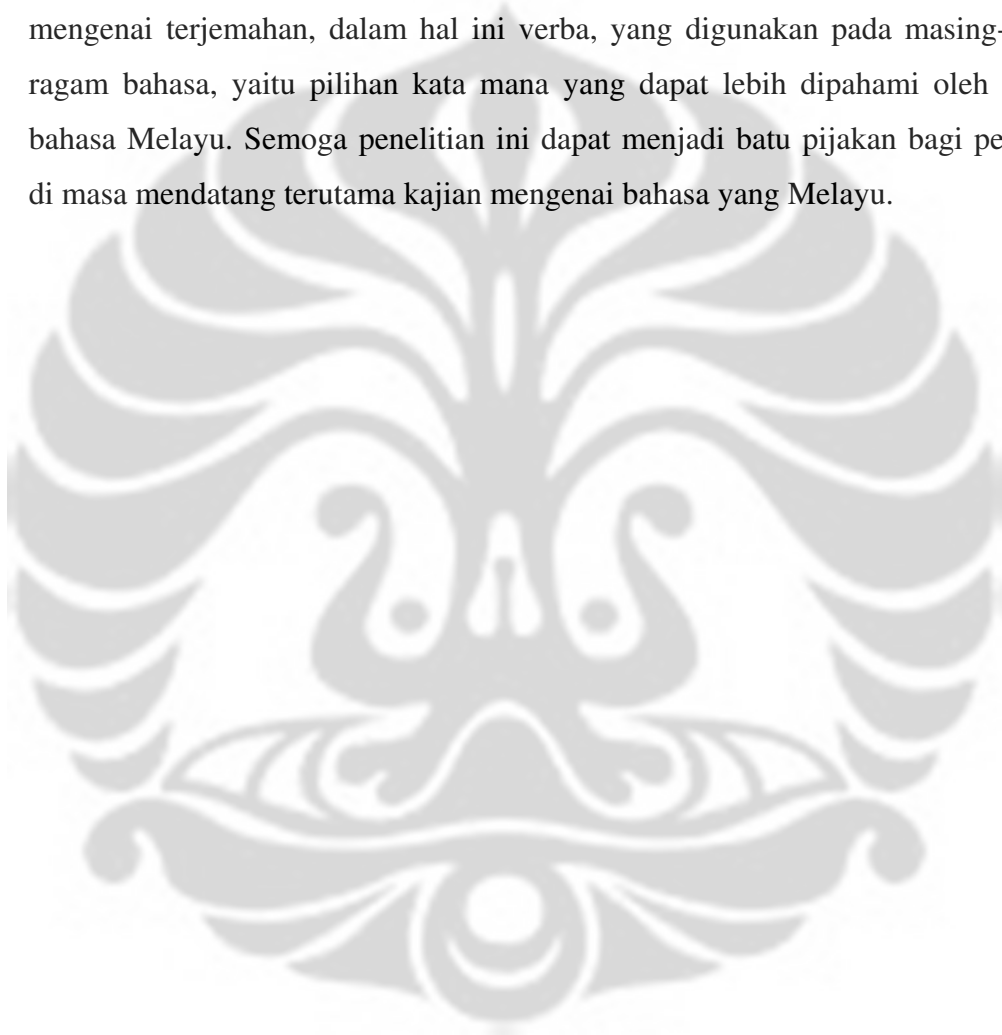 mengenai terjemahan, dalam hal ini verba, yang digunakan pada masing-
ragam bahasa, yaitu pilihan kata mana yang dapat lebih dipahami oleh
bahasa Melayu. Semoga penelitian ini dapat menjadi batu pijakan bagi pe
di masa mendatang terutama kajian mengenai bahasa yang Melayu.